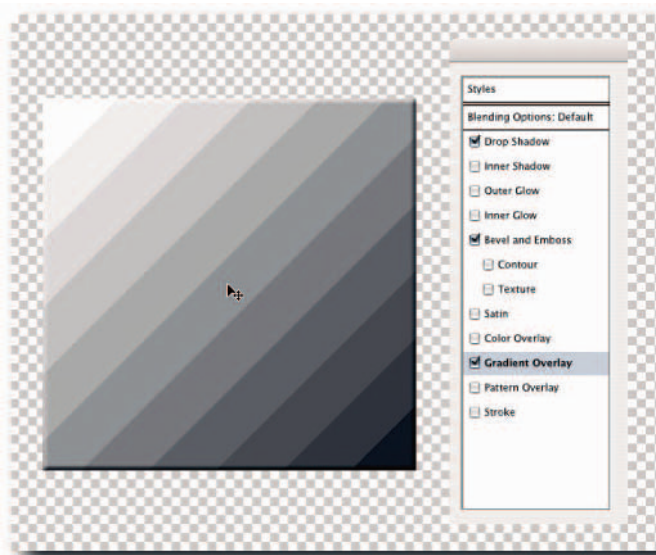 Styles
Blending Options: Default
Drop Shadow
Inner Shadow
Outer Glow
Inner Glow
Bevel and Emboss
Contour
Texture
Satin
Color Overlay
Gradient Overlay
Pattern Overlay
Stroke